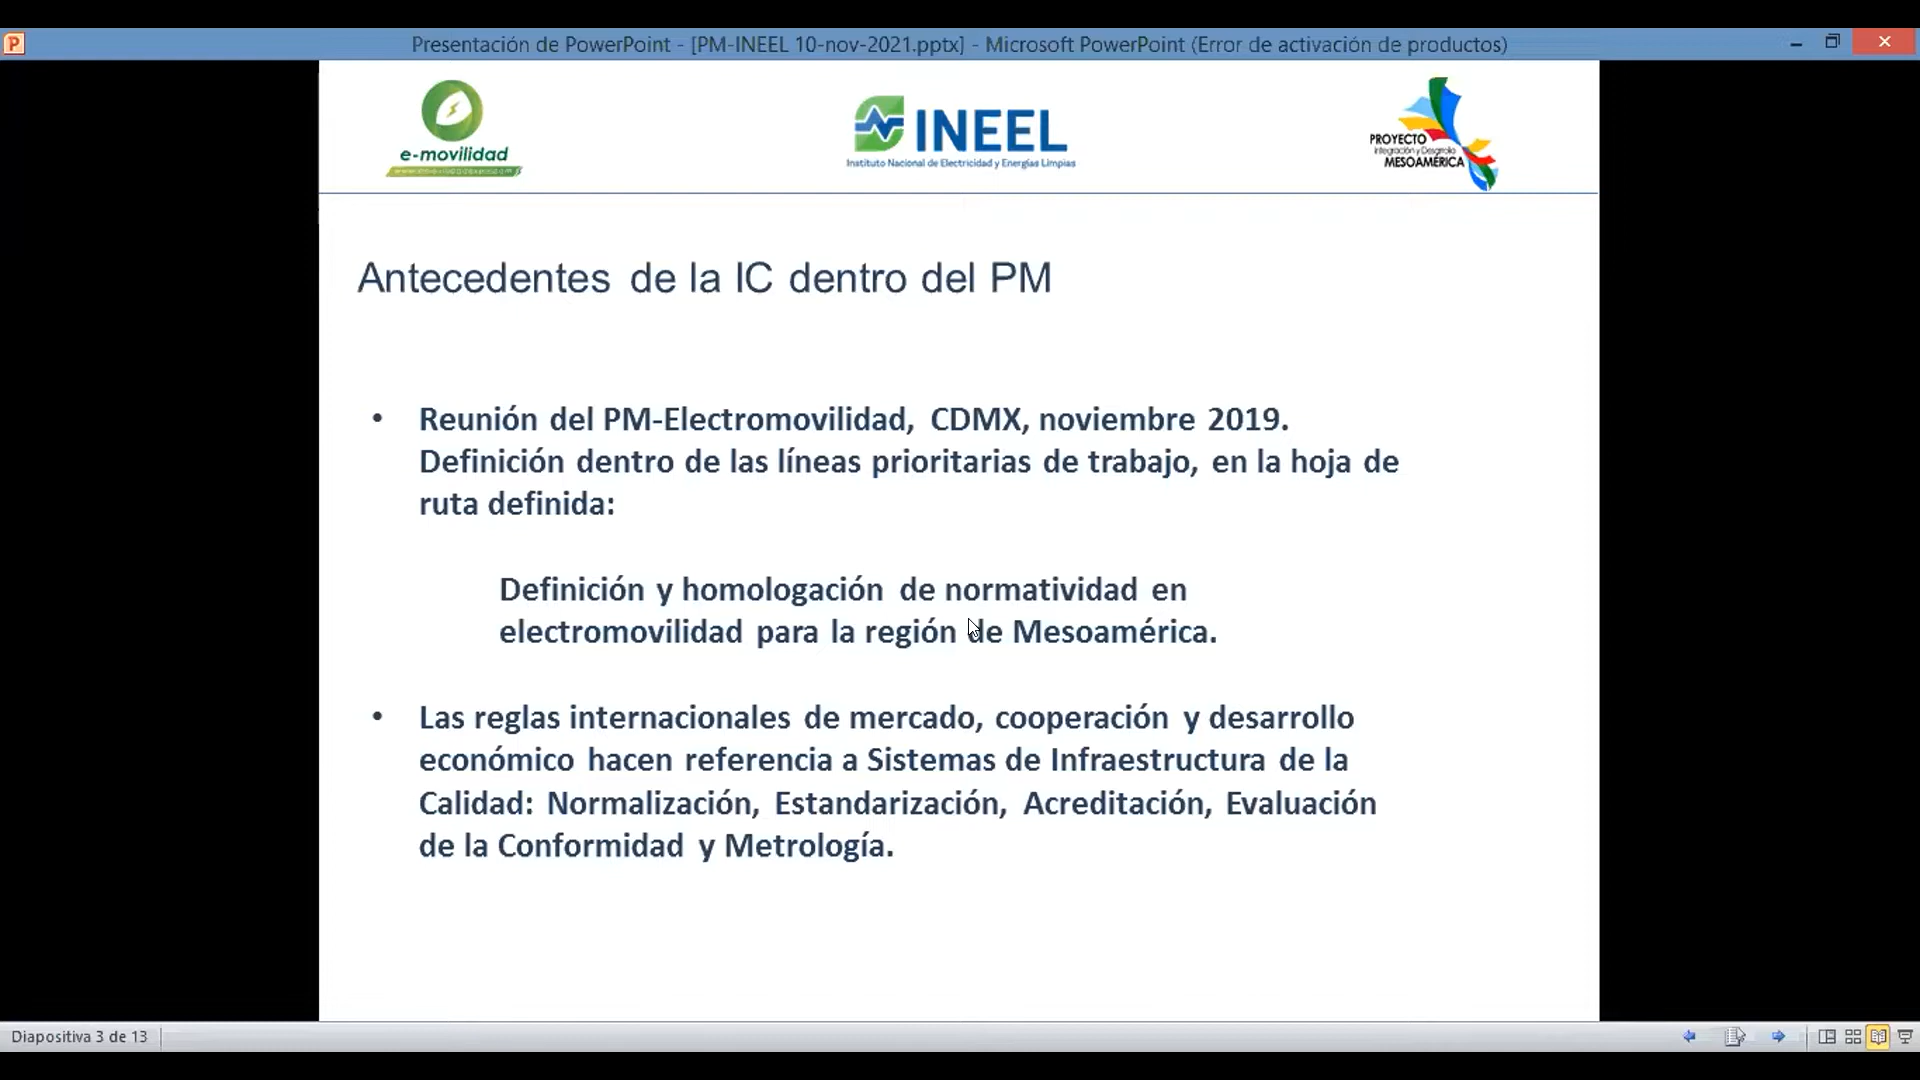 Presentación de PowerPoint - [PM-INEEL 10-nov-2021.pptx] - Microsoft PowerPoint (Error de activación de productos)
e-movilidad
INEEL
Instituto Nacional de Electricidad y Energías Limpias
PROYECTO
Integración y Desarrollo
MESOAMÉRICA
Antecedentes de la IC dentro del PM
• Reunión del PM-Electromovilidad, CDMX, noviembre 2019.
Definición dentro de las líneas prioritarias de trabajo, en la hoja de
ruta definida:
Definición y homologación de normatividad en
electromovilidad para la región de Mesoamérica.
• Las reglas internacionales de mercado, cooperación y desarrollo
económico hacen referencia a Sistemas de Infraestructura de la
Calidad: Normalización, Estandarización, Acreditación, Evaluación
de la Conformidad y Metrología.
Diapositiva 3 de 13